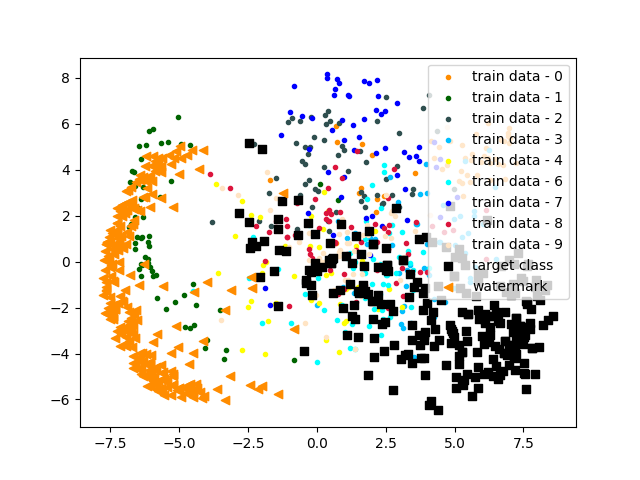 8
6
4
2
0
−2
−4
−6
−7.5 −5.0 −2.5 0.0 2.5 5.0 7.5
train data - 0
train data - 1
train data - 2
train data - 3
train data - 4
train data - 6
train data - 7
train data - 8
train data - 9
target class
watermark